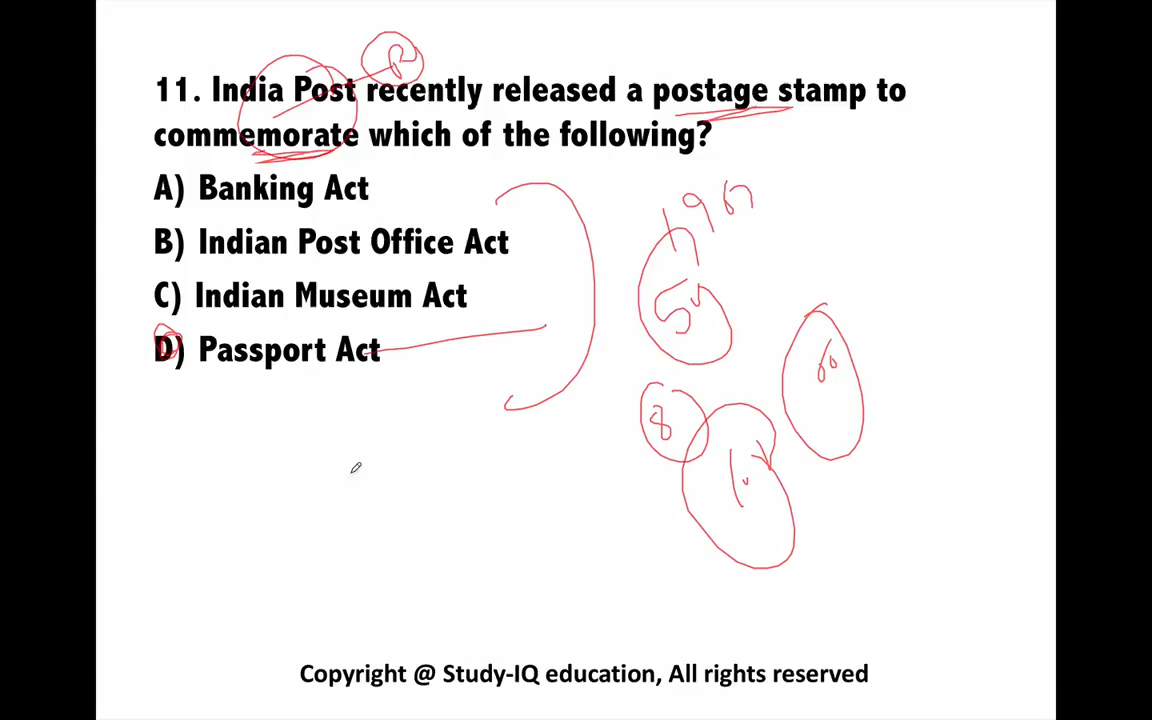 11. India Post recently released a postage stamp to
commemorate which of the following?
A) Banking Act
B) Indian Post Office Act
C) Indian Museum Act
D) Passport Act
1967
8
Copyright @ Study-IQ education, All rights reserved